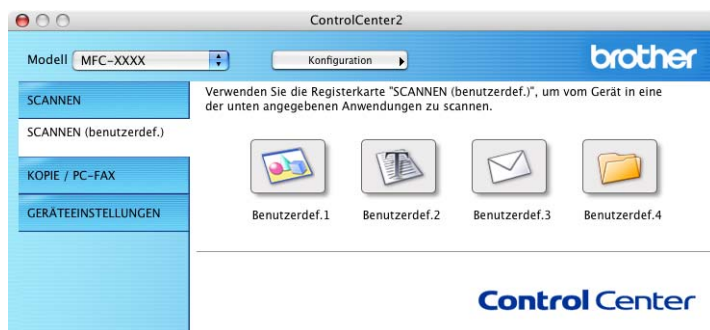 ControlCenter2
Modell MFC-XXXX Konfiguration brother
SCANNEN
SCANNEN (benutzerdef.)
KOPIE / PC-FAX
GERÄTEEINSTELLUNGEN
Verwenden Sie die Registerkarte "SCANNEN (benutzerdef.)", um vom Gerät in eine
der unten angegebenen Anwendungen zu scannen.
T
Benutzerdef.1 Benutzerdef.2 Benutzerdef.3 Benutzerdef.4
Control Center